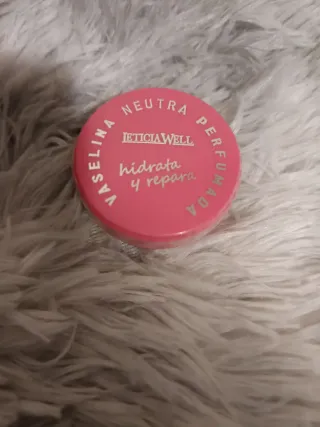 VASELINA NEUTRA PERFUMADA
LETICIA WELL
hidrata
y repara